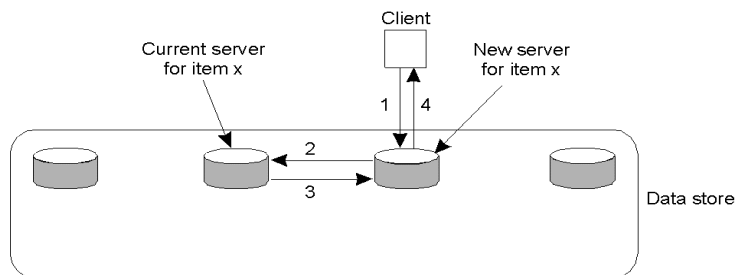 Client
Current server
for item x
New server
for item x
1
4
2
3
Data store